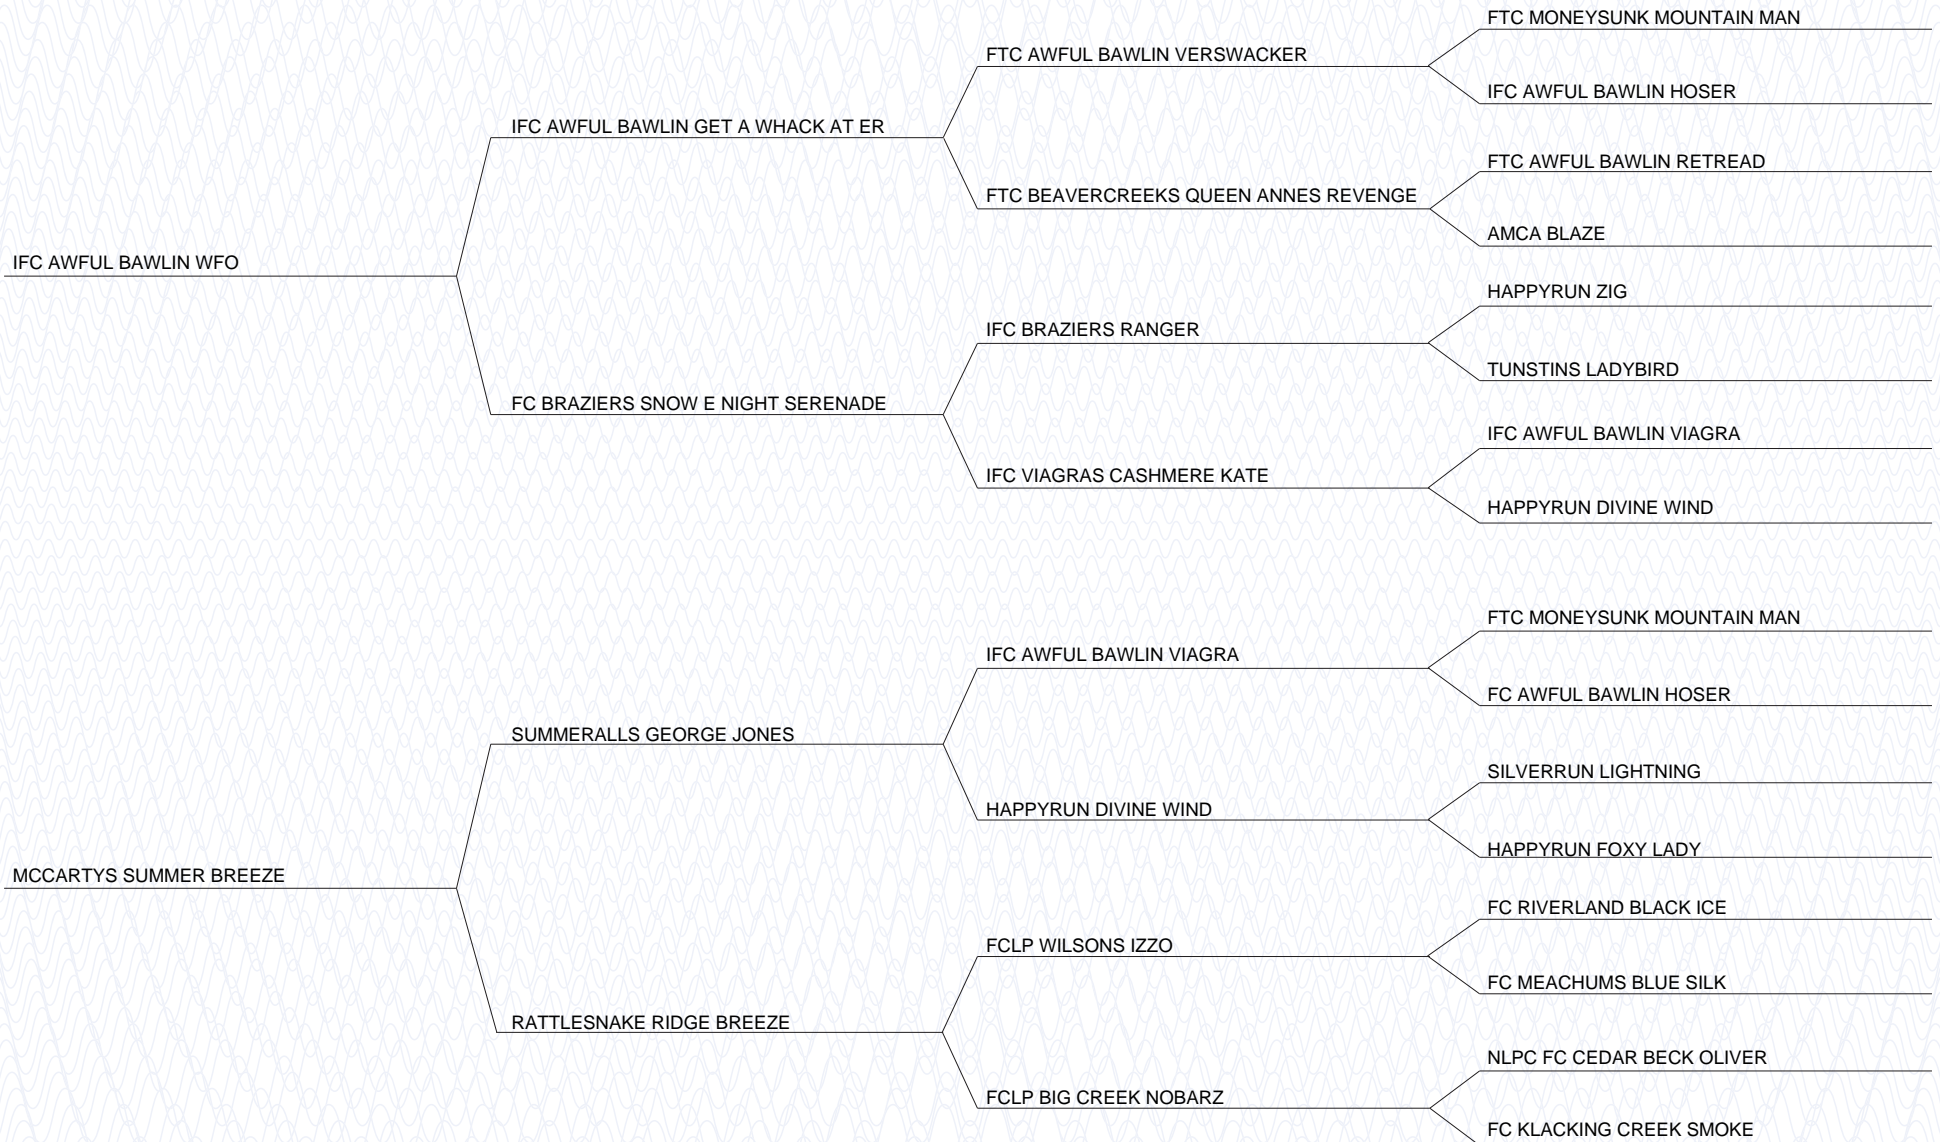 FTC MONEYSUNK MOUNTAIN MAN
FTC AWFUL BAWLIN VERSWACKER
IFC AWFUL BAWLIN HOSER
IFC AWFUL BAWLIN GET A WHACK AT ER
FTC AWFUL BAWLIN RETREAD
FTC BEAVERCREEKS QUEEN ANNES REVENGE
AMCA BLAZE
IFC AWFUL BAWLIN WFO
HAPPYRUN ZIG
IFC BRAZIERS RANGER
TUNSTINS LADYBIRD
FC BRAZIERS SNOW E NIGHT SERENADE
IFC AWFUL BAWLIN VIAGRA
IFC VIAGRAS CASHMERE KATE
HAPPYRUN DIVINE WIND
FTC MONEYSUNK MOUNTAIN MAN
IFC AWFUL BAWLIN VIAGRA
FC AWFUL BAWLIN HOSER
SUMMERALLS GEORGE JONES
SILVERRUN LIGHTNING
HAPPYRUN DIVINE WIND
HAPPYRUN FOXY LADY
MCCARTYS SUMMER BREEZE
FC RIVERLAND BLACK ICE
FCLP WILSONS IZZO
FC MEACHUMS BLUE SILK
RATTLESNAKE RIDGE BREEZE
NLPC FC CEDAR BECK OLIVER
FCLP BIG CREEK NOBARZ
FC KLACKING CREEK SMOKE